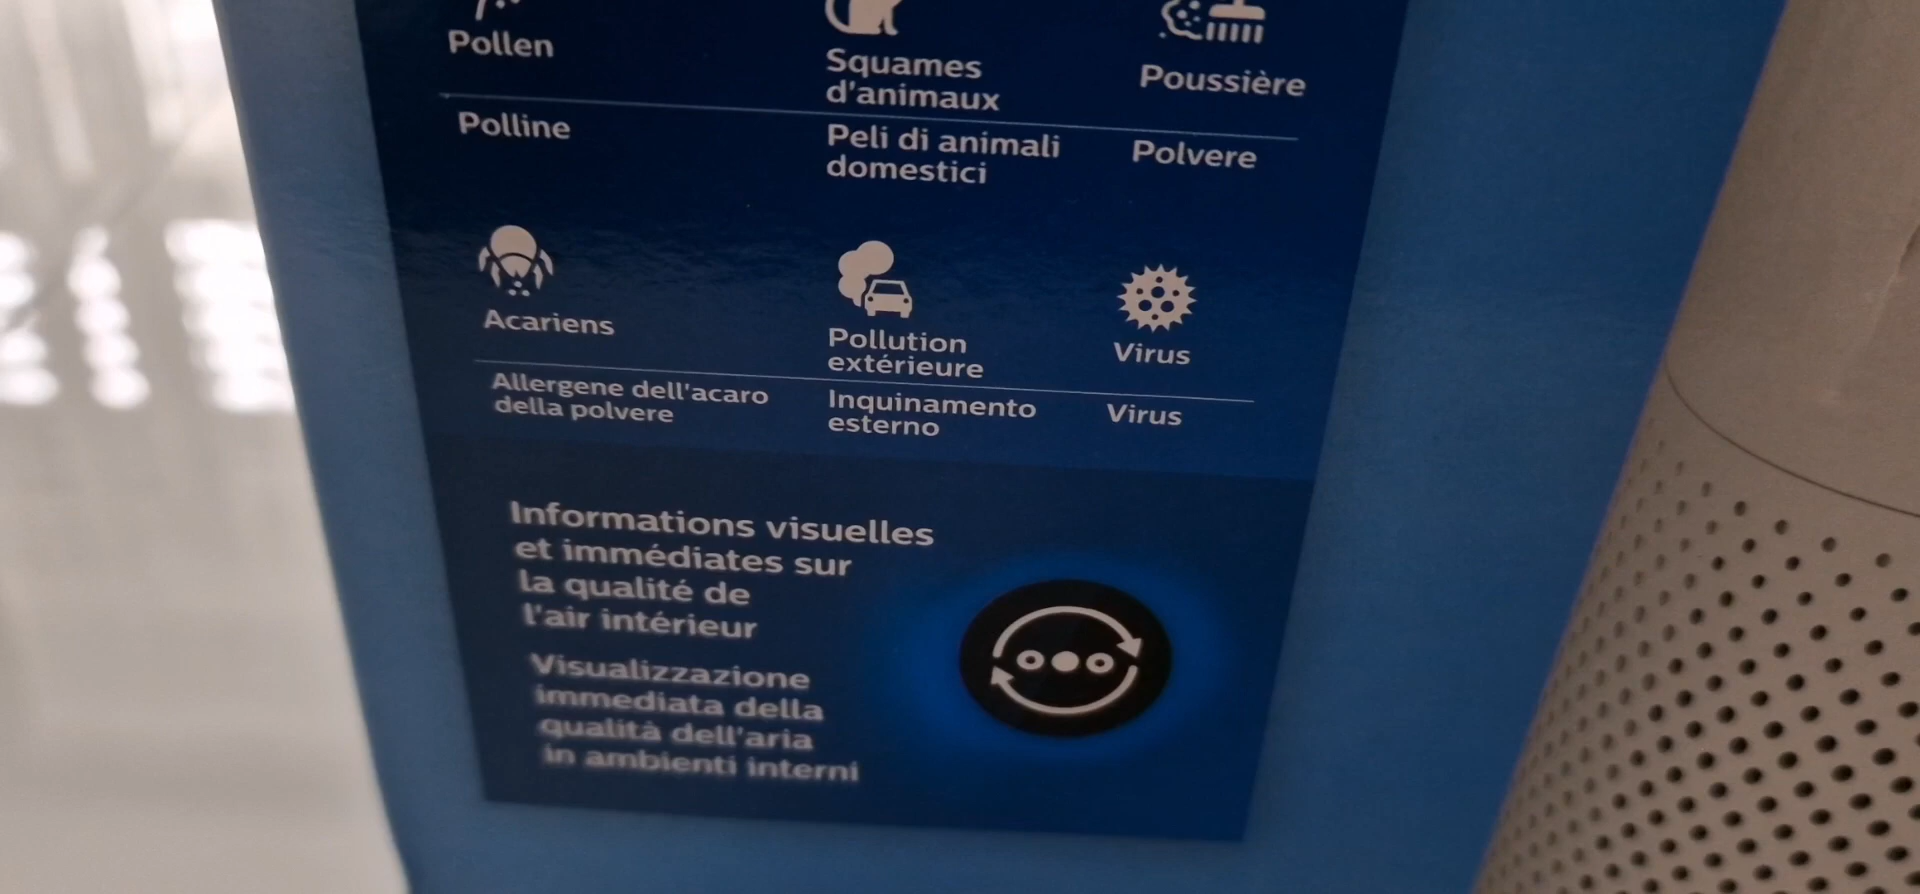 Pollen
Squames
d'animaux
Poussière
Polline
Peli di animali
domestici
Polvere
Acariens
Pollution
extérieure
Virus
Allergene dell'acaro
della polvere
Inquinamento
esterno
Virus
Informations visuelles
et immédiates sur
la qualité de
l'air intérieur
Visualizzazione
immediata della
qualità dell'aria
in ambienti interni